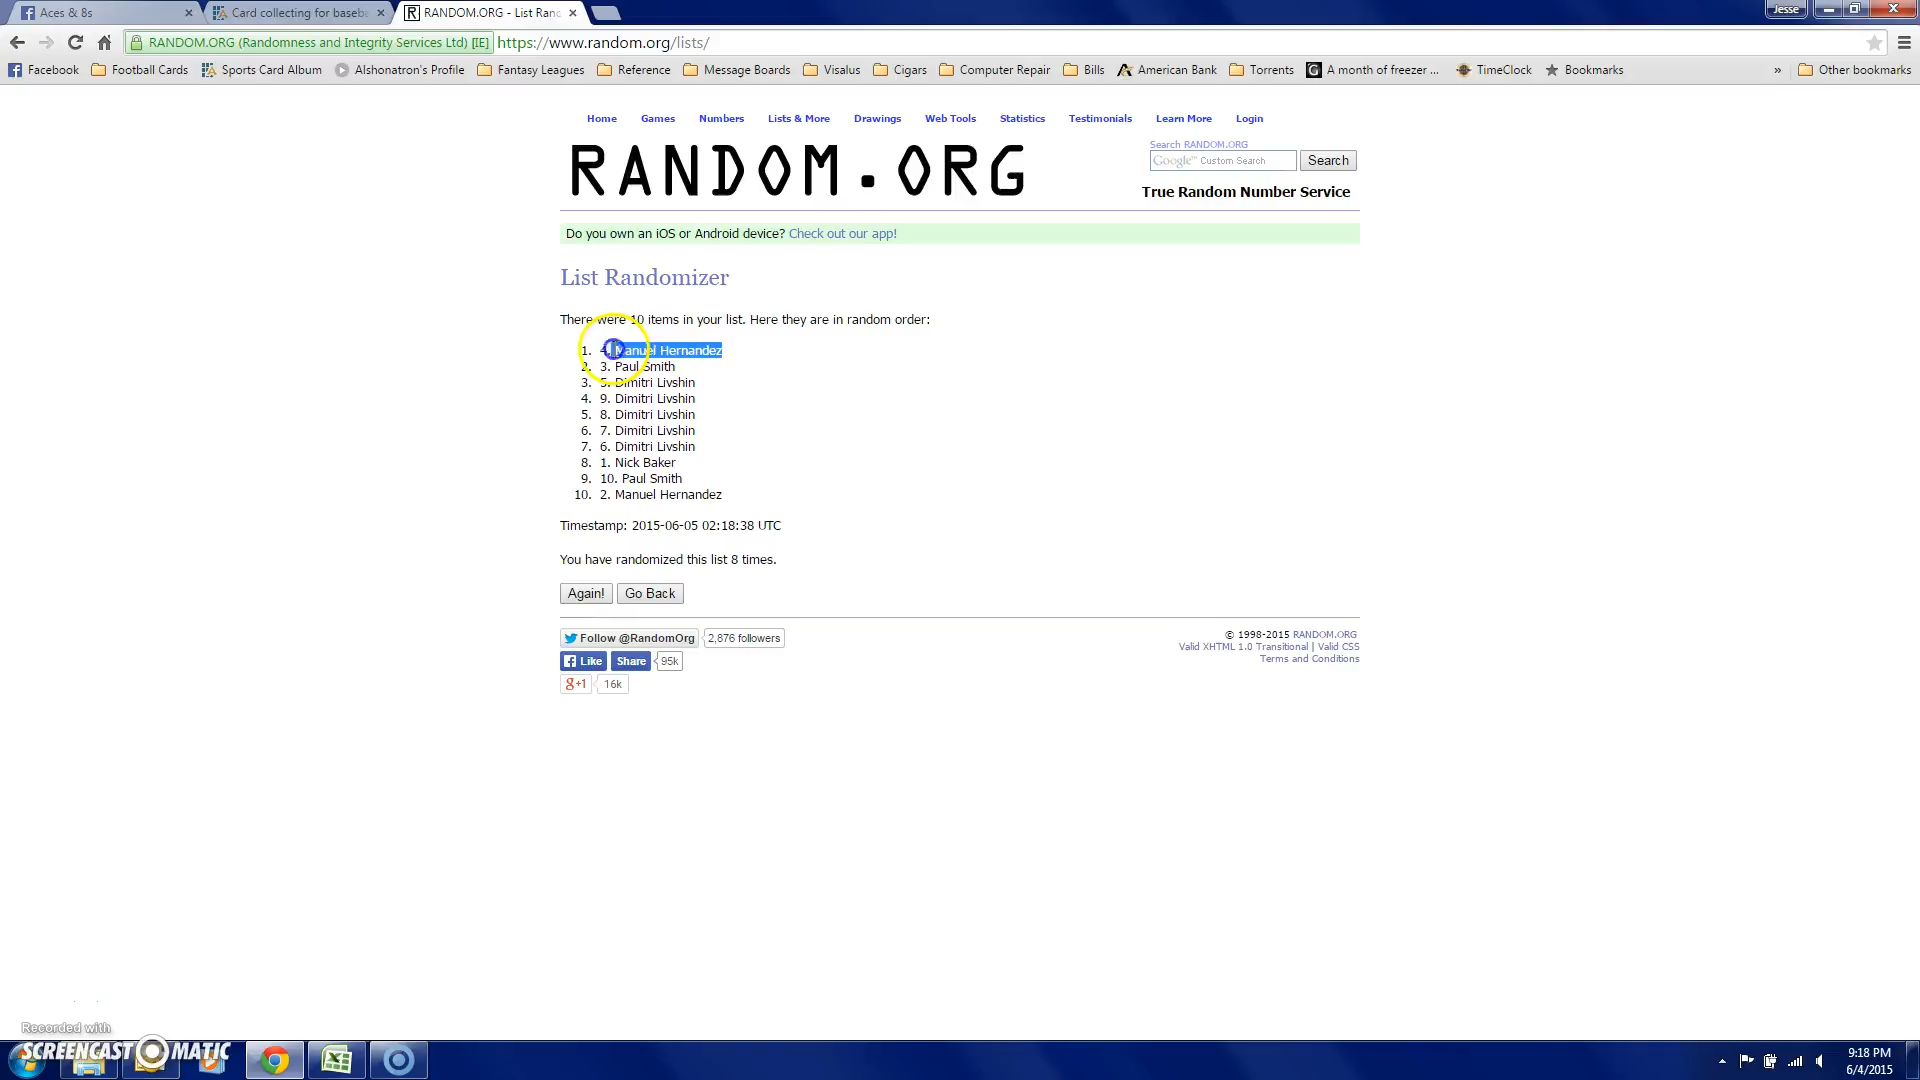 Aces & 8s
Card collecting for basebe
RANDOM.ORG - List Ran
Jesse
RANDOM.ORG (Randomness and Integrity Services Ltd) [IE] https://www.random.org/lists/
Facebook Football Cards Sports Card Album Alshonatron's Profile Fantasy Leagues Reference Message Boards Visalus Cigars Computer Repair Bills American Bank Torrents A month of freezer ... TimeClock Bookmarks » Other bookmarks
Home Games Numbers Lists & More Drawings Web Tools Statistics Testimonials Learn More Login
RANDOM.ORG
Search RANDOM.ORG
Google™ Custom Search Search
True Random Number Service
Do you own an iOS or Android device? Check out our app!
List Randomizer
There were 10 items in your list. Here they are in random order:
1. 4. Manuel Hernandez
2. 3. Paul Smith
3. 5. Dimitri Livshin
4. 9. Dimitri Livshin
5. 8. Dimitri Livshin
6. 7. Dimitri Livshin
7. 6. Dimitri Livshin
8. 1. Nick Baker
9. 10. Paul Smith
10. 2. Manuel Hernandez
Timestamp: 2015-06-05 02:18:38 UTC
You have randomized this list 8 times.
Again! Go Back
Follow @RandomOrg 2,876 followers
Like Share 95k
g+1 16k
© 1998-2015 RANDOM.ORG
Valid XHTML 1.0 Transitional | Valid CSS
Terms and Conditions
Recorded with
SCREENCAST O MATIC
9:18 PM
6/4/2015